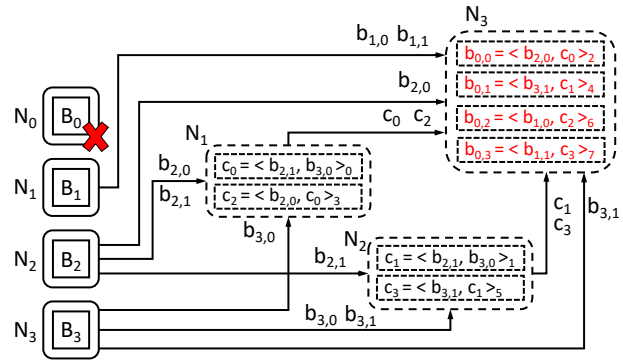 N3
b1,0 b1,1
b0,0 = < b2,0, c0 >2
b2,0
b0,1 = < b3,1, c1 >4
N0 B0
c0 c2
b0,2 = < b1,0, c2 >6
N1
b0,3 = < b1,1, c3 >7
b2,0
c0 = < b2,1, b3,0 >0
N1 B1
b2,1
c2 = < b2,0, c0 >3
c1
b3,1
c3
b3,0
N2
N2 B2
b2,1
c1 = < b2,1, b3,0 >1
c3 = < b3,1, c1 >5
N3 B3
b3,0 b3,1